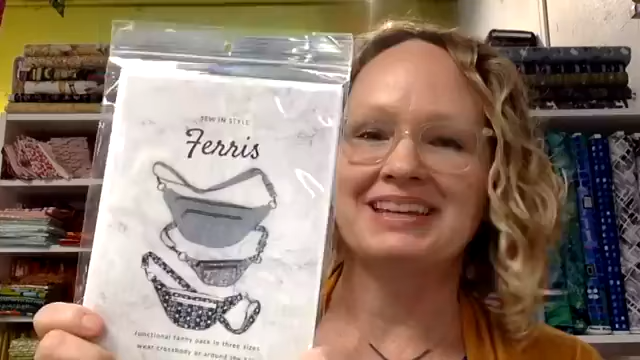 SEW IN STYLE
Ferris
functional fanny pack in three sizes
wear crossbody or around the